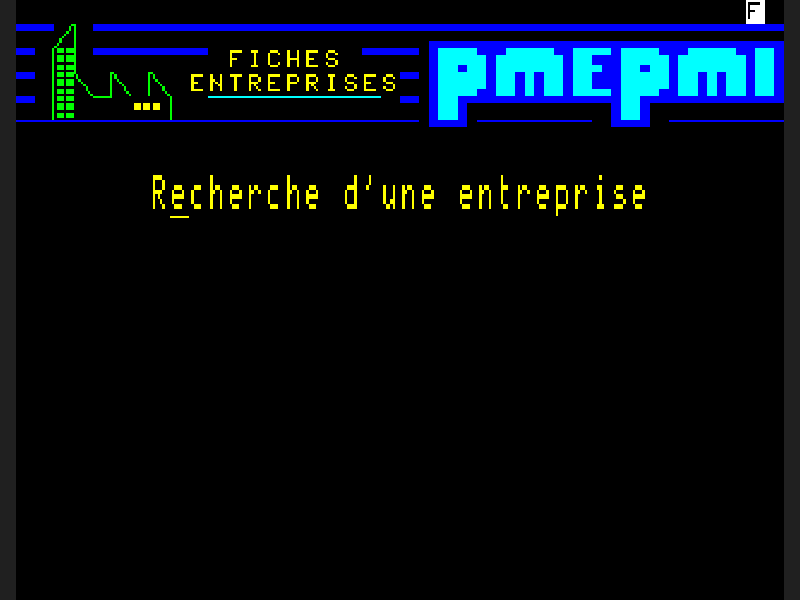 F
FICHES
ENTREPRISES
pmEpmI
Recherche d'une entreprise